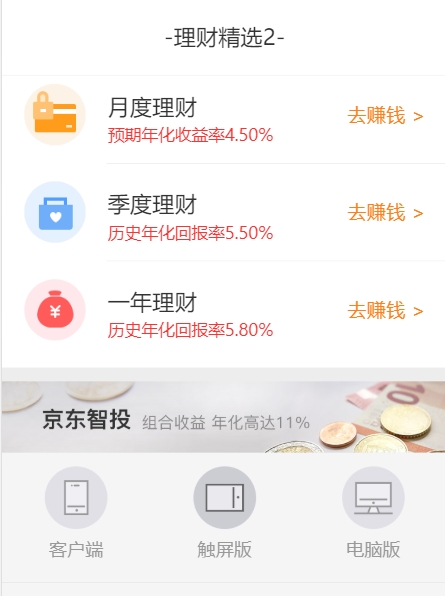 -理财精选2-
月度理财
预期年化收益率4.50%
去赚钱 >
季度理财
历史年化回报率5.50%
去赚钱 >
¥
一年理财
历史年化回报率5.80%
去赚钱 >
京东智投 组合收益 年化高达11%
10
客户端 触屏版 电脑版